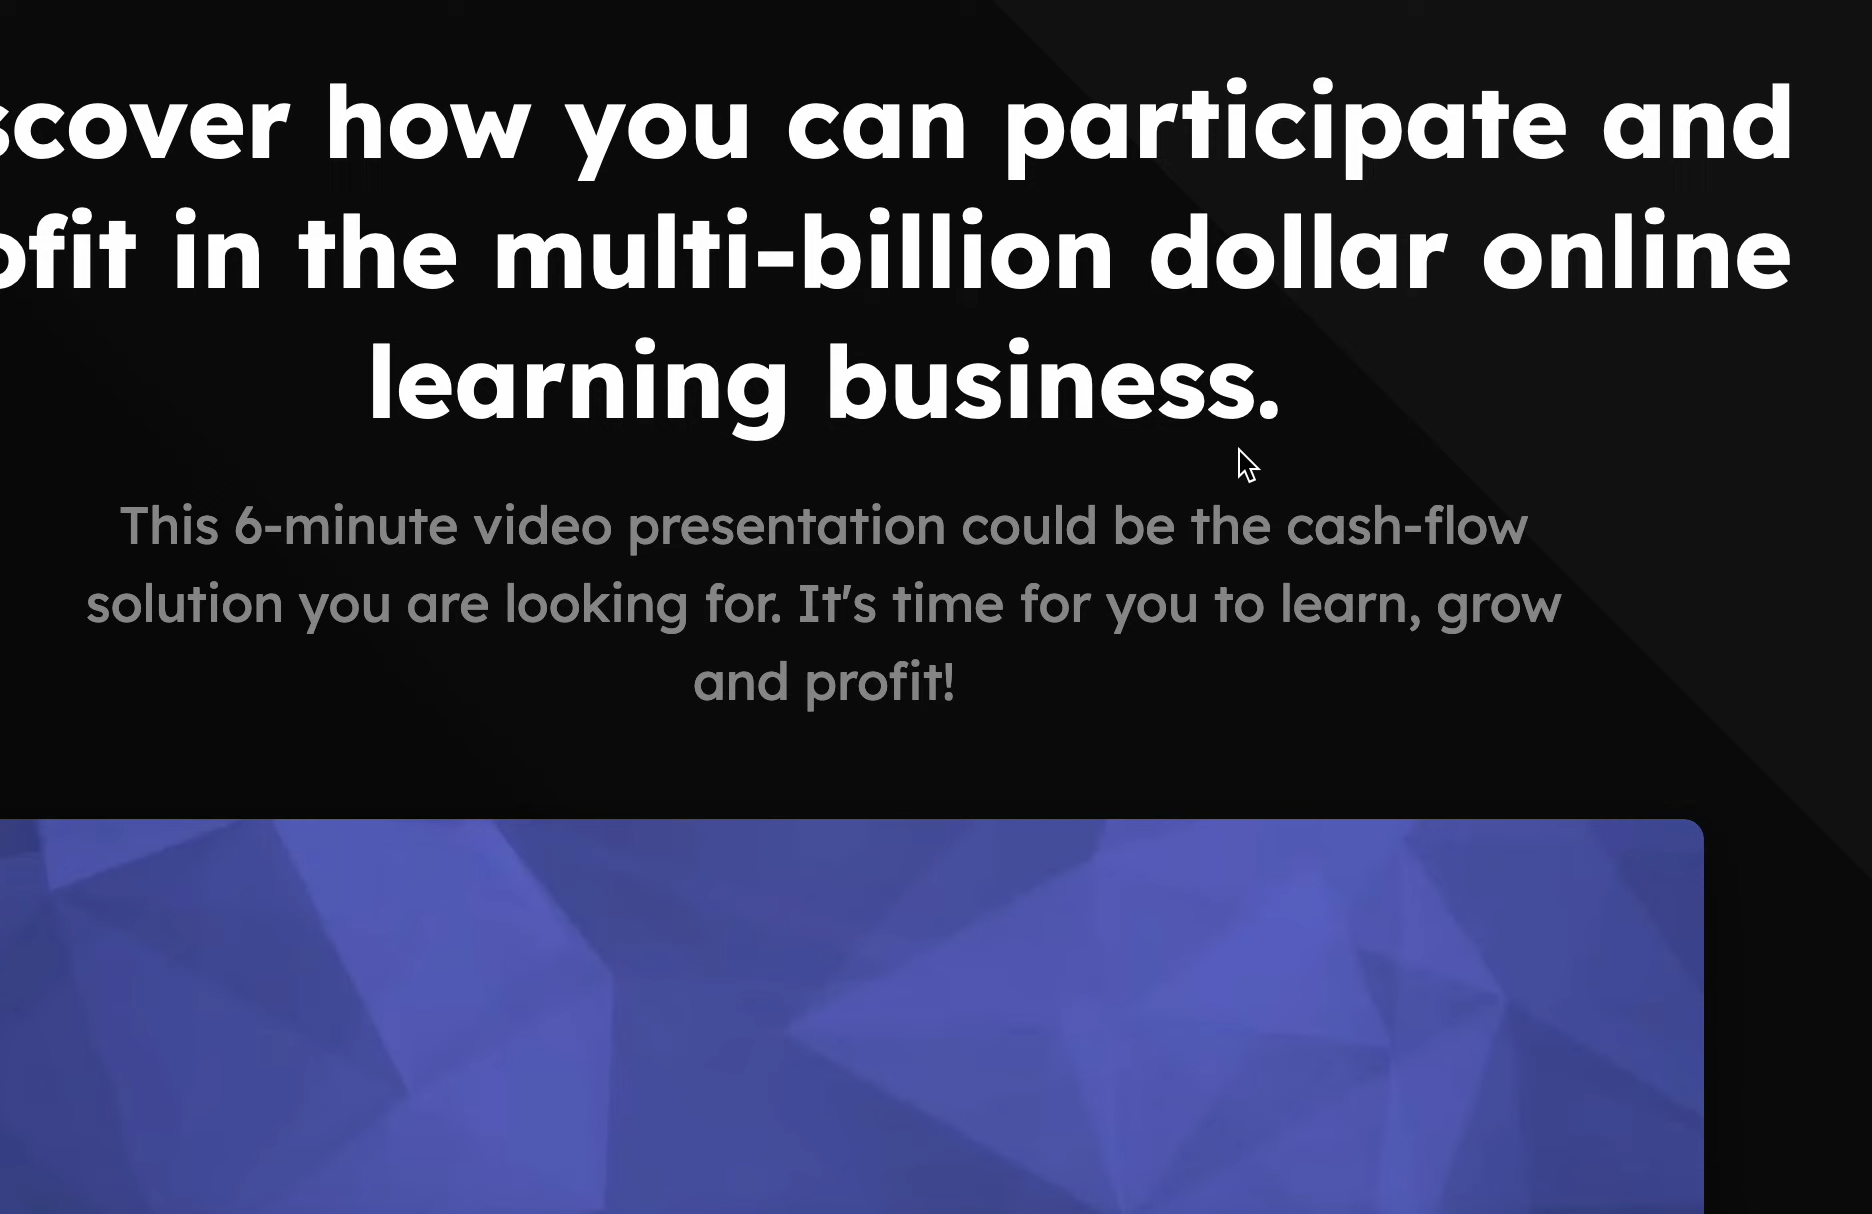 scover how you can participate and
ofit in the multi-billion dollar online
learning business.
This 6-minute video presentation could be the cash-flow
solution you are looking for. It's time for you to learn, grow
and profit!